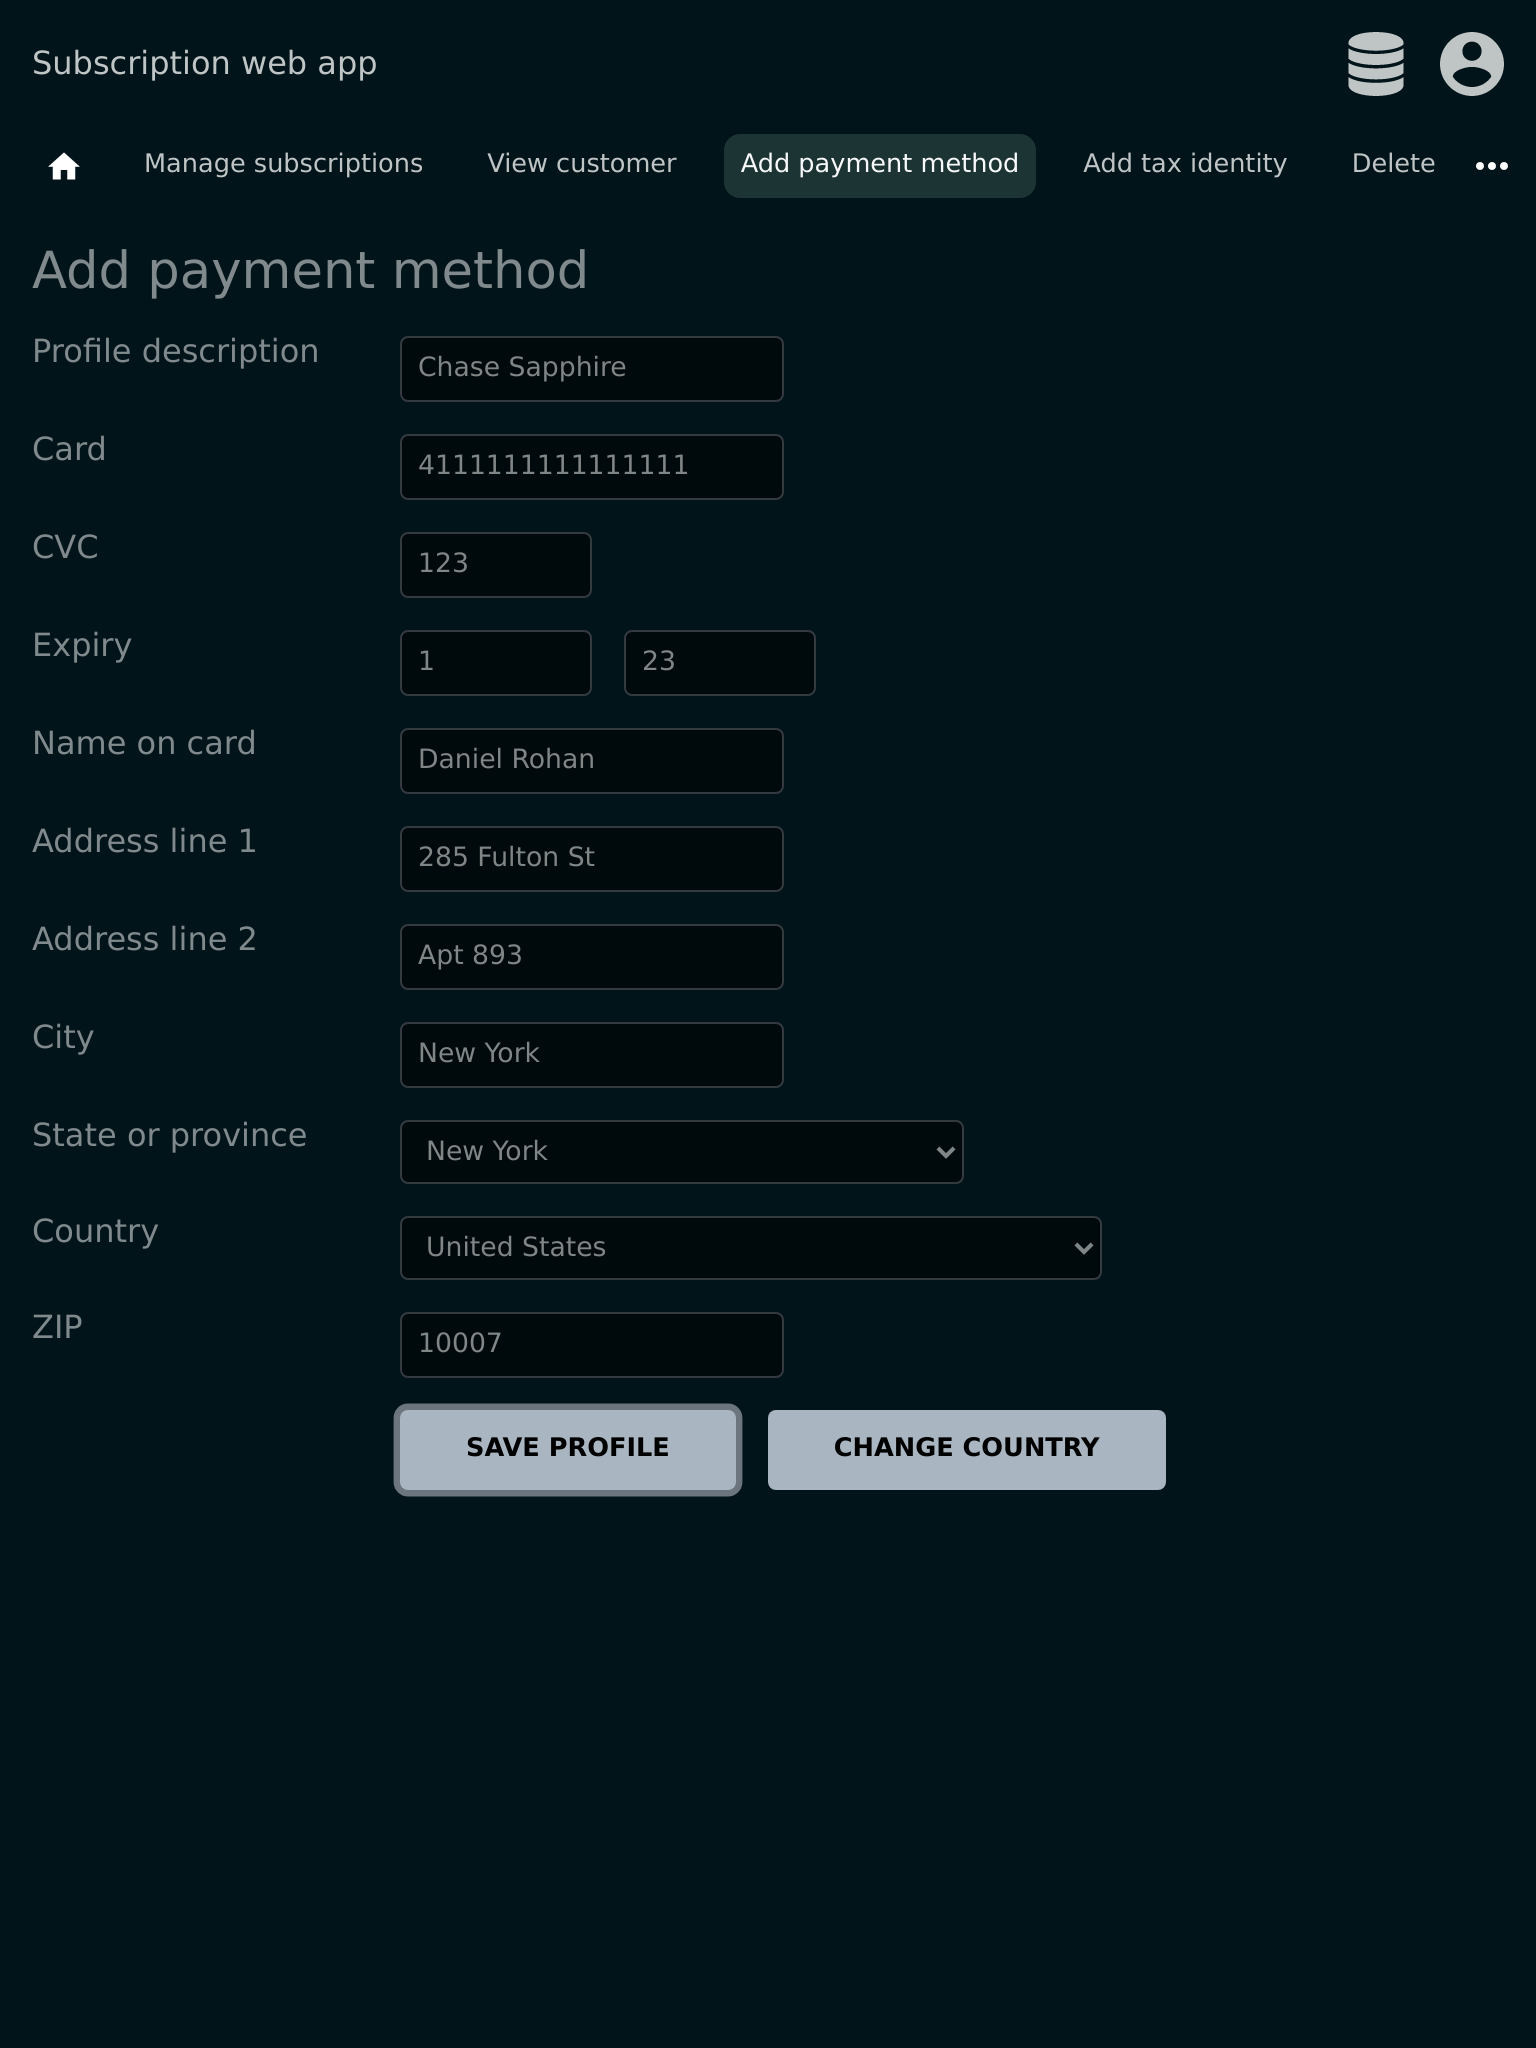 Subscription web app
Manage subscriptions View customer Add payment method Add tax identity Delete
Add payment method
Profile description Chase Sapphire
Card 4111111111111111
CVC 123
Expiry 1 23
Name on card Daniel Rohan
Address line 1 285 Fulton St
Address line 2 Apt 893
City New York
State or province New York
Country United States
ZIP 10007
SAVE PROFILE CHANGE COUNTRY